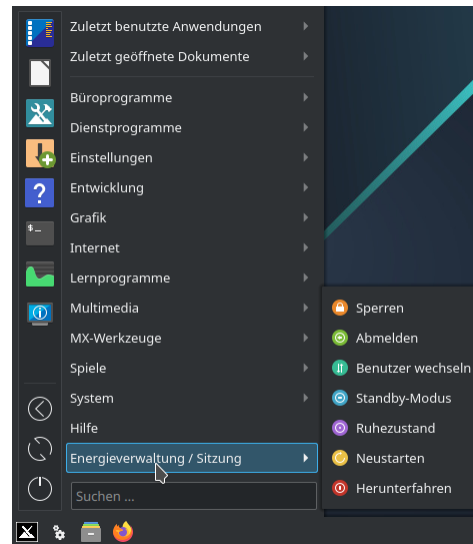 Zuletzt benutzte Anwendungen
Zuletzt geöffnete Dokumente
Büroprogramme
Dienstprogramme
Einstellungen
Entwicklung
Grafik
Internet
Lernprogramme
Multimedia
MX-Werkzeuge
Spiele
System
Hilfe
Energieverwaltung / Sitzung
Suchen ...
Sperren
Abmelden
Benutzer wechseln
Standby-Modus
Ruhezustand
Neustarten
Herunterfahren